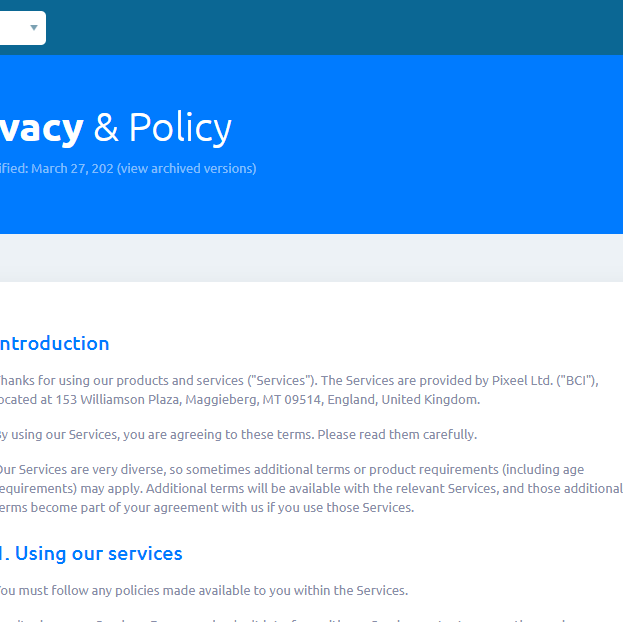 vacy & Policy
ified: March 27, 202 (view archived versions)
ntroduction
hanks for using our products and services ("Services"). The Services are provided by Pixeel Ltd. ("BCI"),
ocated at 153 Williamson Plaza, Maggieberg, MT 09514, England, United Kingdom.
By using our Services, you are agreeing to these terms. Please read them carefully.
Our Services are very diverse, so sometimes additional terms or product requirements (including age
equirements) may apply. Additional terms will be available with the relevant Services, and those additional
erms become part of your agreement with us if you use those Services.
1. Using our services
You must follow any policies made available to you within the Services.